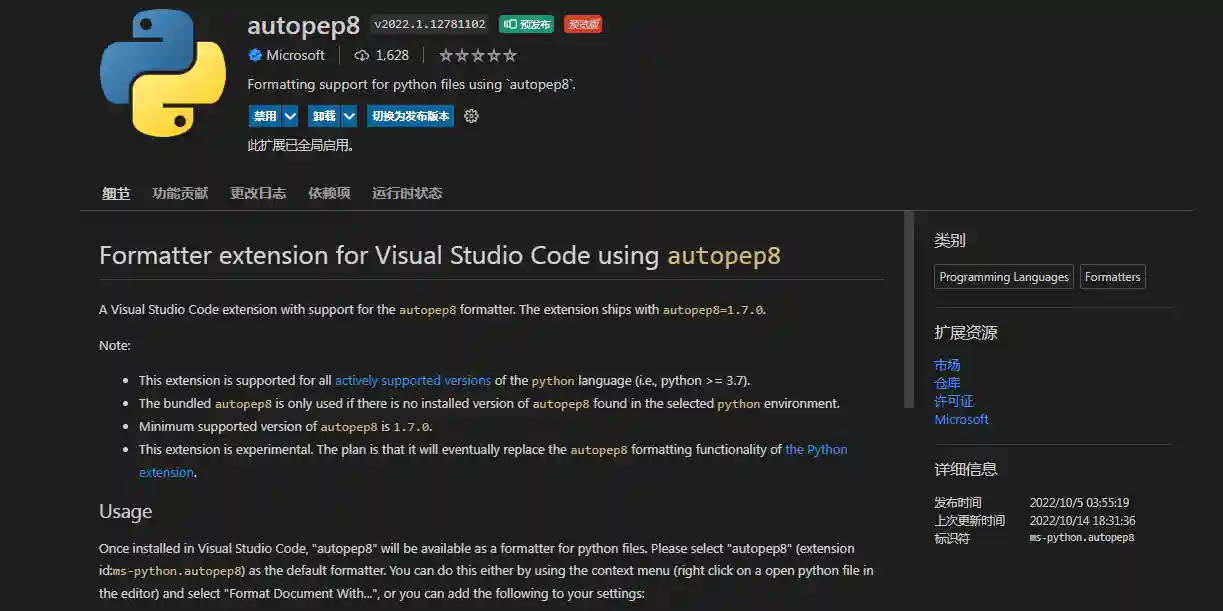 autopep8 v2022.1.12781102 预发布 预览版
Microsoft 1,628
Formatting support for python files using `autopep8`.
禁用 卸载 切换为发布版本
此扩展已全局启用。
细节 功能贡献 更改日志 依赖项 运行时状态
Formatter extension for Visual Studio Code using autopep8
A Visual Studio Code extension with support for the autopep8 formatter. The extension ships with autopep8=1.7.0.
Note:
This extension is supported for all actively supported versions of the python language (i.e., python >= 3.7).
The bundled autopep8 is only used if there is no installed version of autopep8 found in the selected python environment.
Minimum supported version of autopep8 is 1.7.0.
This extension is experimental. The plan is that it will eventually replace the autopep8 formatting functionality of the Python
extension.
Usage
Once installed in Visual Studio Code, "autopep8" will be available as a formatter for python files. Please select "autopep8" (extension
id:ms-python.autopep8) as the default formatter. You can do this either by using the context menu (right click on a open python file in
the editor) and select "Format Document With...", or you can add the following to your settings:
类别
Programming Languages Formatters
扩展资源
市场
仓库
许可证
Microsoft
详细信息
发布时间 2022/10/5 03:55:19
上次更新时间 2022/10/14 18:31:36
标识符 ms-python.autopep8